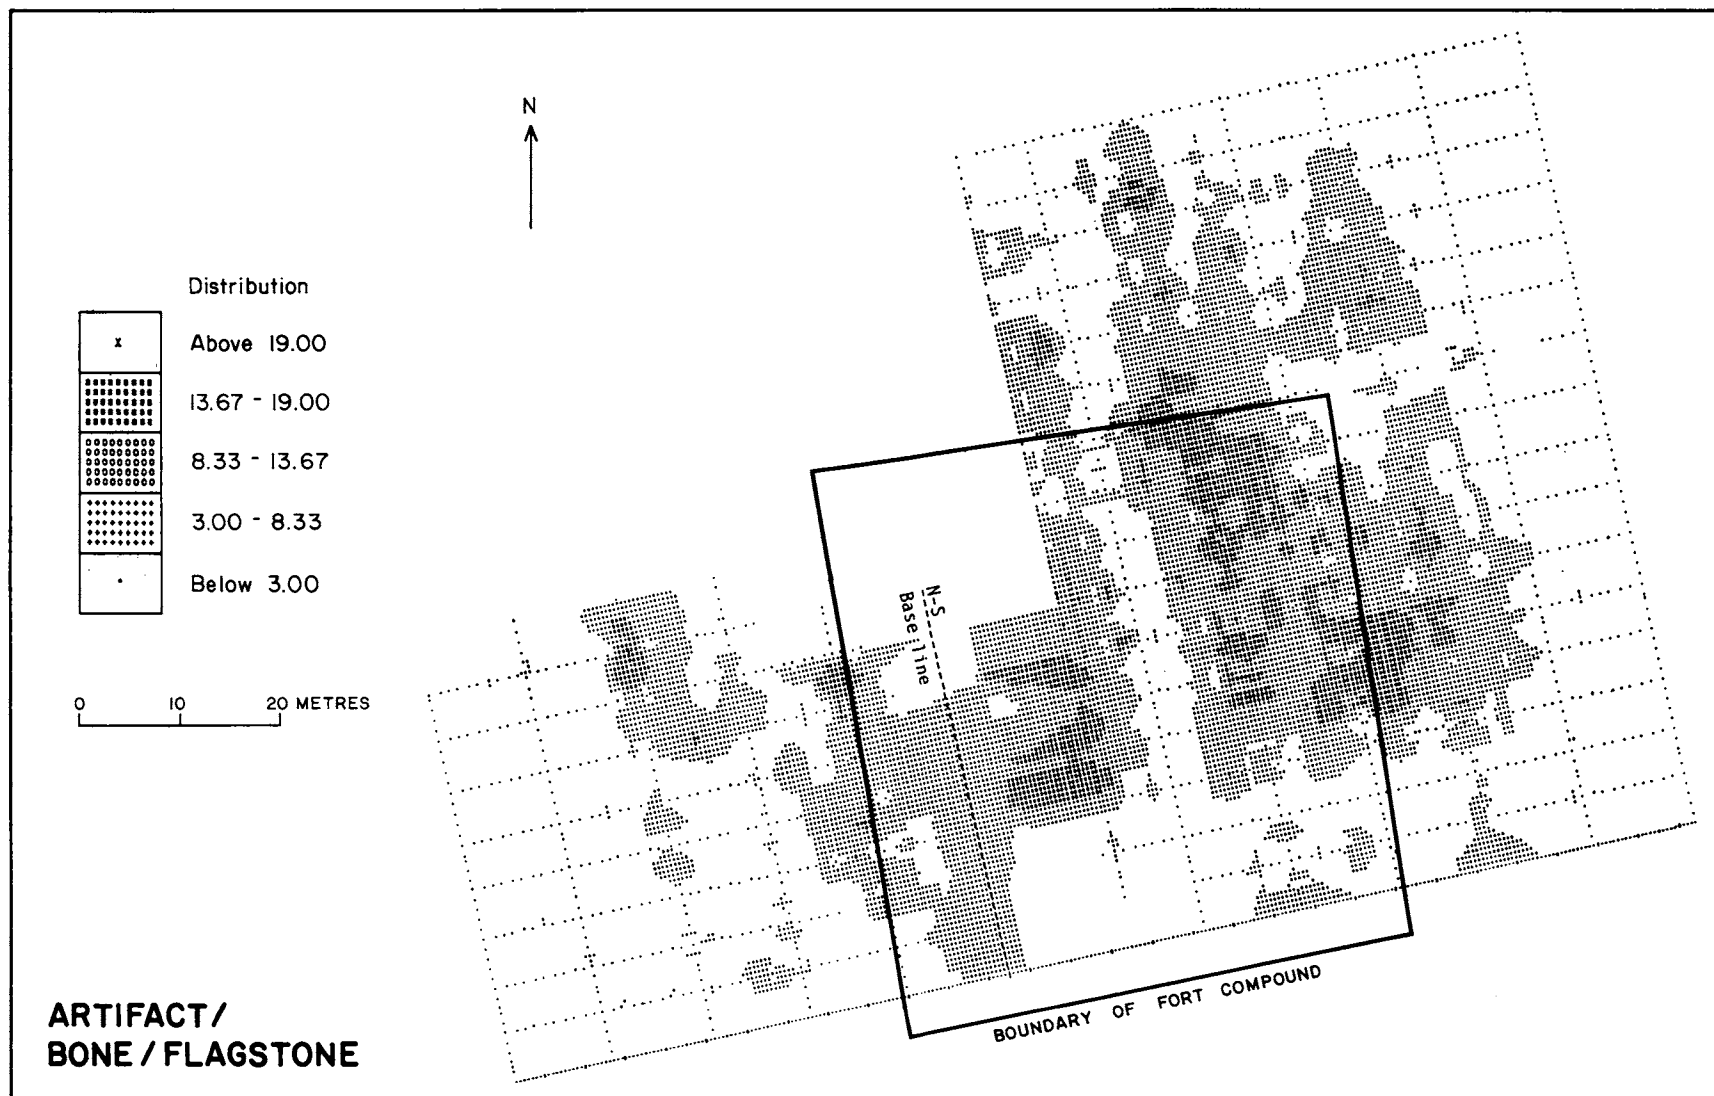 N
Distribution
x Above 19.00
13.67 - 19.00
8.33 - 13.67
3.00 - 8.33
Below 3.00
0 10 20 METRES
N-S
Base line
BOUNDARY OF FORT COMPOUND
ARTIFACT/
BONE / FLAGSTONE